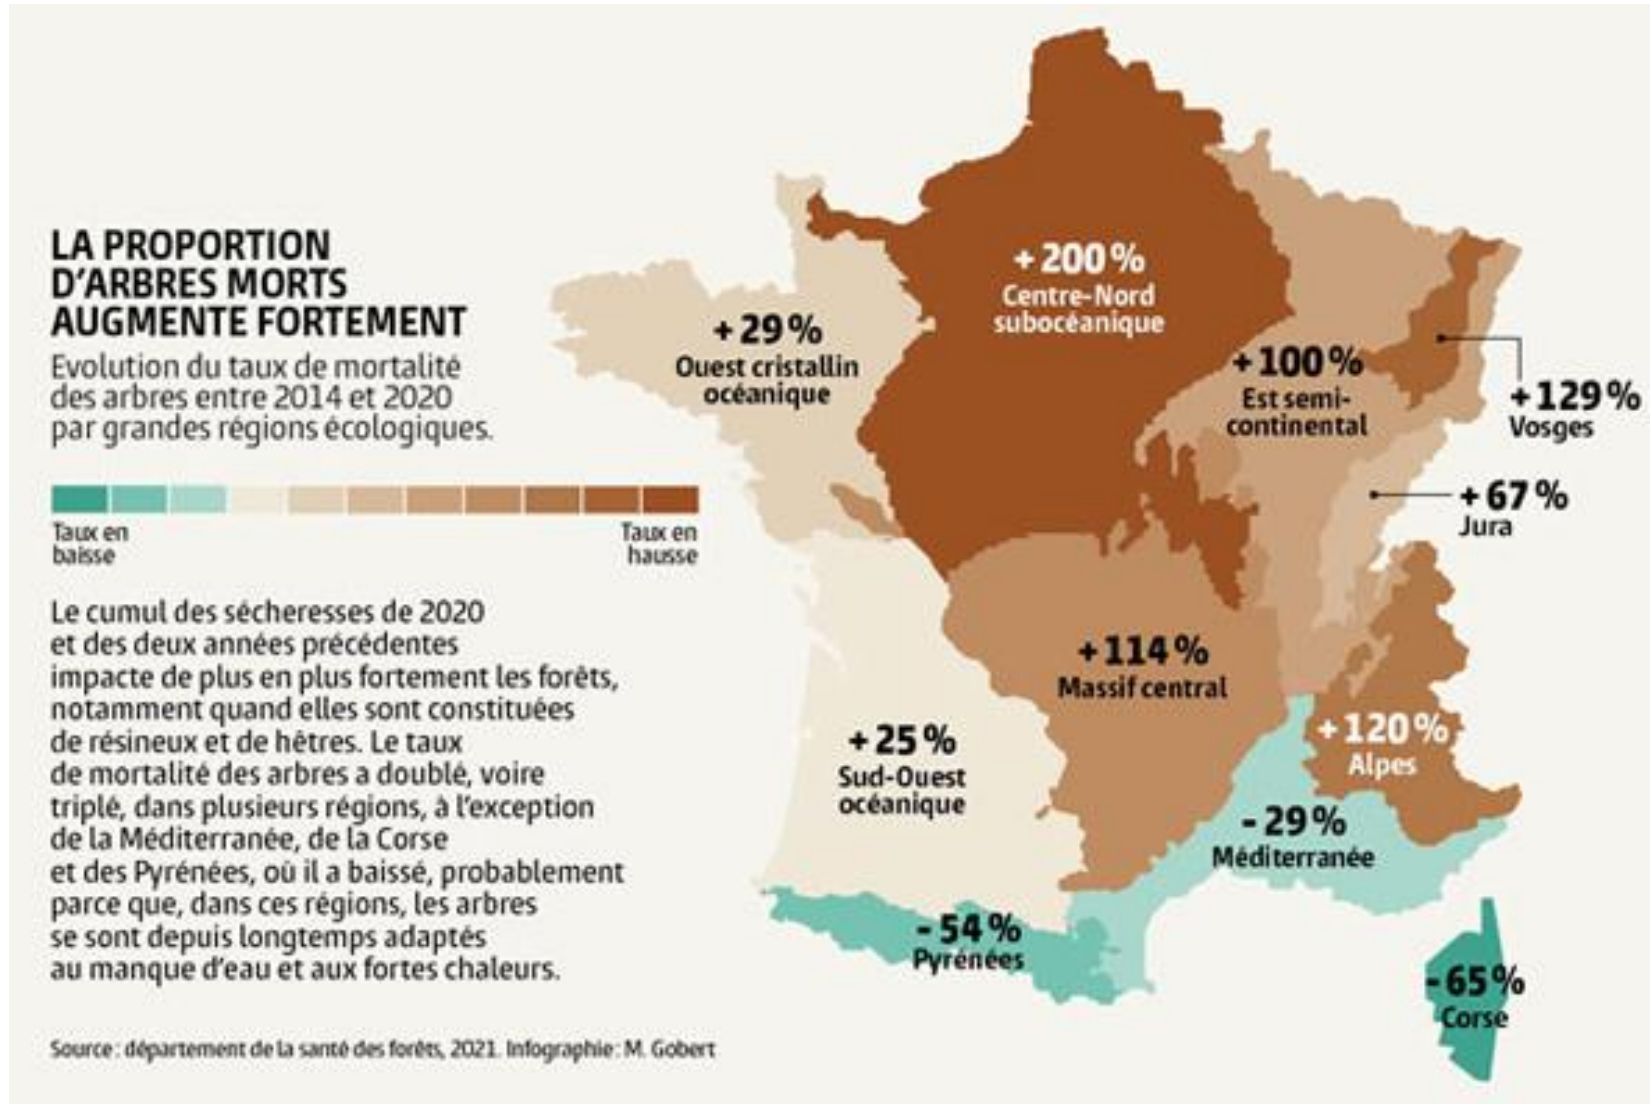 LA PROPORTION
D'ARBRES MORTS
AUGMENTE FORTEMENT
Evolution du taux de mortalité
des arbres entre 2014 et 2020
par grandes régions écologiques.
Taux en
baisse
Taux en
hausse
Le cumul des sécheresses de 2020
et des deux années précédentes
impacte de plus en plus fortement les forêts,
notamment quand elles sont constituées
de résineux et de hêtres. Le taux
de mortalité des arbres a doublé, voire
triplé, dans plusieurs régions, à l'exception
de la Méditerranée, de la Corse
et des Pyrénées, où il a baissé, probablement
parce que, dans ces régions, les arbres
se sont depuis longtemps adaptés
au manque d'eau et aux fortes chaleurs.
Source : département de la santé des forêts, 2021. Infographie : M. Gobert
+ 200 %
Centre-Nord
subocéanique
+ 29 %
Ouest cristallin
océanique
+ 100 %
Est semi-
continental
+ 129 %
Vosges
+ 67 %
Jura
+ 114 %
Massif central
+ 120 %
Alpes
+ 25 %
Sud-Ouest
océanique
- 29 %
Méditerranée
- 54 %
Pyrénées
- 65 %
Corse